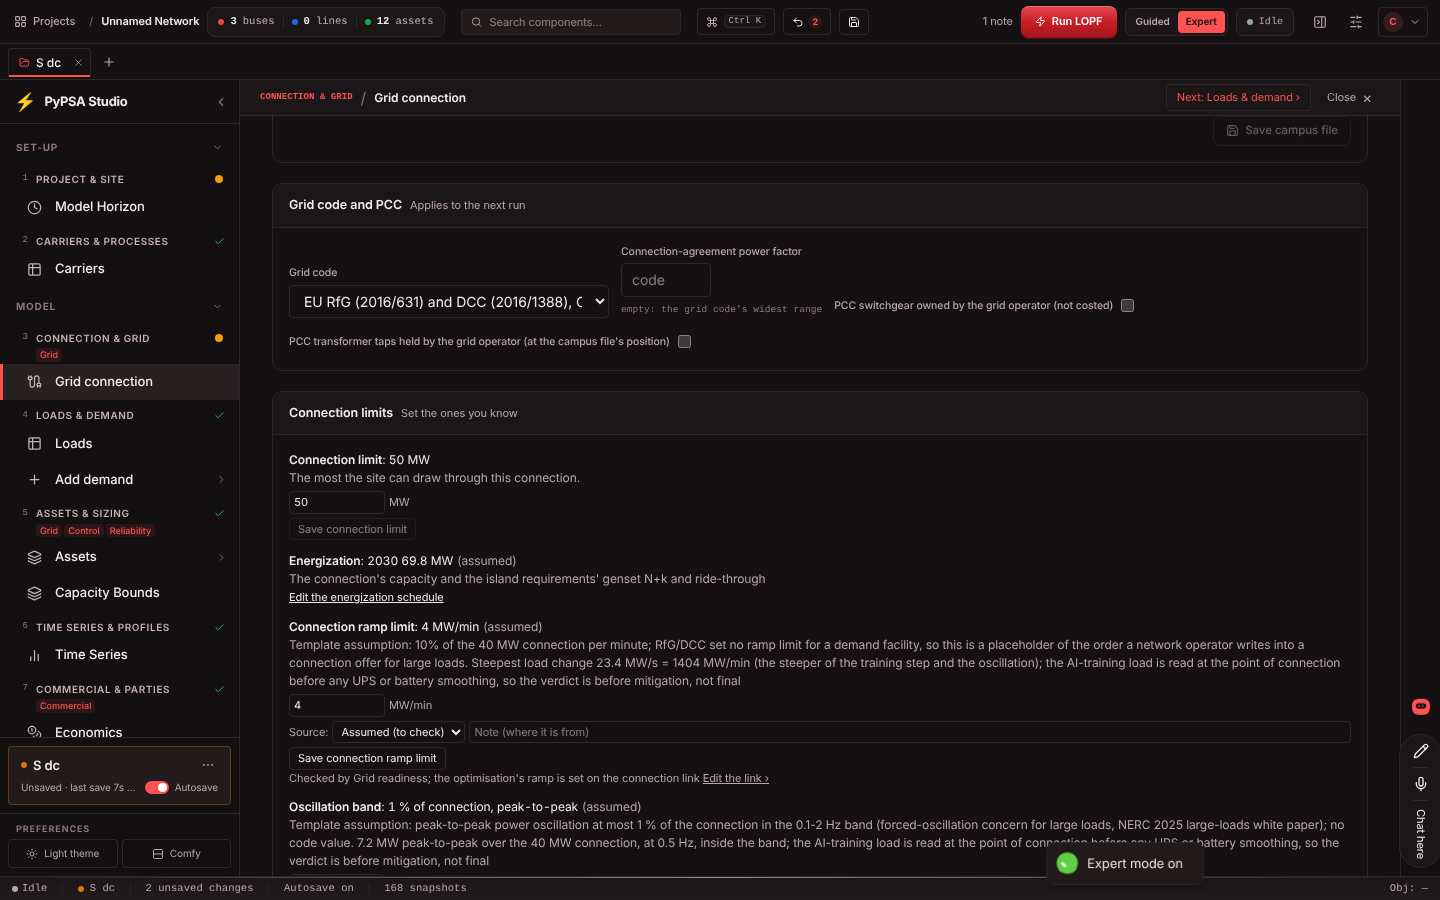 Projects / Unnamed Network
3 buses 0 lines 12 assets
Search components...
Ctrl K
2
1 note
Run LOPF
Guided Expert
Idle
C
S dc
PyPSA Studio
CONNECTION & GRID / Grid connection
Next: Loads & demand ›
Close
Save campus file
SET-UP
1 PROJECT & SITE
Model Horizon
2 CARRIERS & PROCESSES
Carriers
MODEL
3 CONNECTION & GRID
Grid
Grid connection
4 LOADS & DEMAND
Loads
Add demand
5 ASSETS & SIZING
Grid Control Reliability
Assets
Capacity Bounds
6 TIME SERIES & PROFILES
Time Series
7 COMMERCIAL & PARTIES
Commercial
Economics
S dc
Unsaved · last save 7s ... Autosave
PREFERENCES
Light theme Comfy
Grid code and PCC Applies to the next run
Connection-agreement power factor
Grid code
code
EU RfG (2016/631) and DCC (2016/1388), C
empty: the grid code's widest range
PCC switchgear owned by the grid operator (not costed)
PCC transformer taps held by the grid operator (at the campus file's position)
Connection limits Set the ones you know
Connection limit: 50 MW
The most the site can draw through this connection.
50 MW
Save connection limit
Energization: 2030 69.8 MW (assumed)
The connection's capacity and the island requirements' genset N+k and ride-through
Edit the energization schedule
Connection ramp limit: 4 MW/min (assumed)
Template assumption: 10% of the 40 MW connection per minute; RfG/DCC set no ramp limit for a demand facility, so this is a placeholder of the order a network operator writes into a
connection offer for large loads. Steepest load change 23.4 MW/s = 1404 MW/min (the steeper of the training step and the oscillation); the AI-training load is read at the point of connection
before any UPS or battery smoothing, so the verdict is before mitigation, not final
4 MW/min
Source: Assumed (to check) Note (where it is from)
Save connection ramp limit
Checked by Grid readiness; the optimisation's ramp is set on the connection link Edit the link ›
Oscillation band: 1 % of connection, peak-to-peak (assumed)
Template assumption: peak-to-peak power oscillation at most 1 % of the connection in the 0.1-2 Hz band (forced-oscillation concern for large loads, NERC 2025 large-loads white paper); no
code value. 7.2 MW peak-to-peak over the 40 MW connection, at 0.5 Hz, inside the band; the AI-training load is read at the point of connection before any UPS or battery smoothing, so the
verdict is before mitigation, not final
Expert mode on
Chat here
Idle S dc 2 unsaved changes Autosave on 168 snapshots
Obj: —